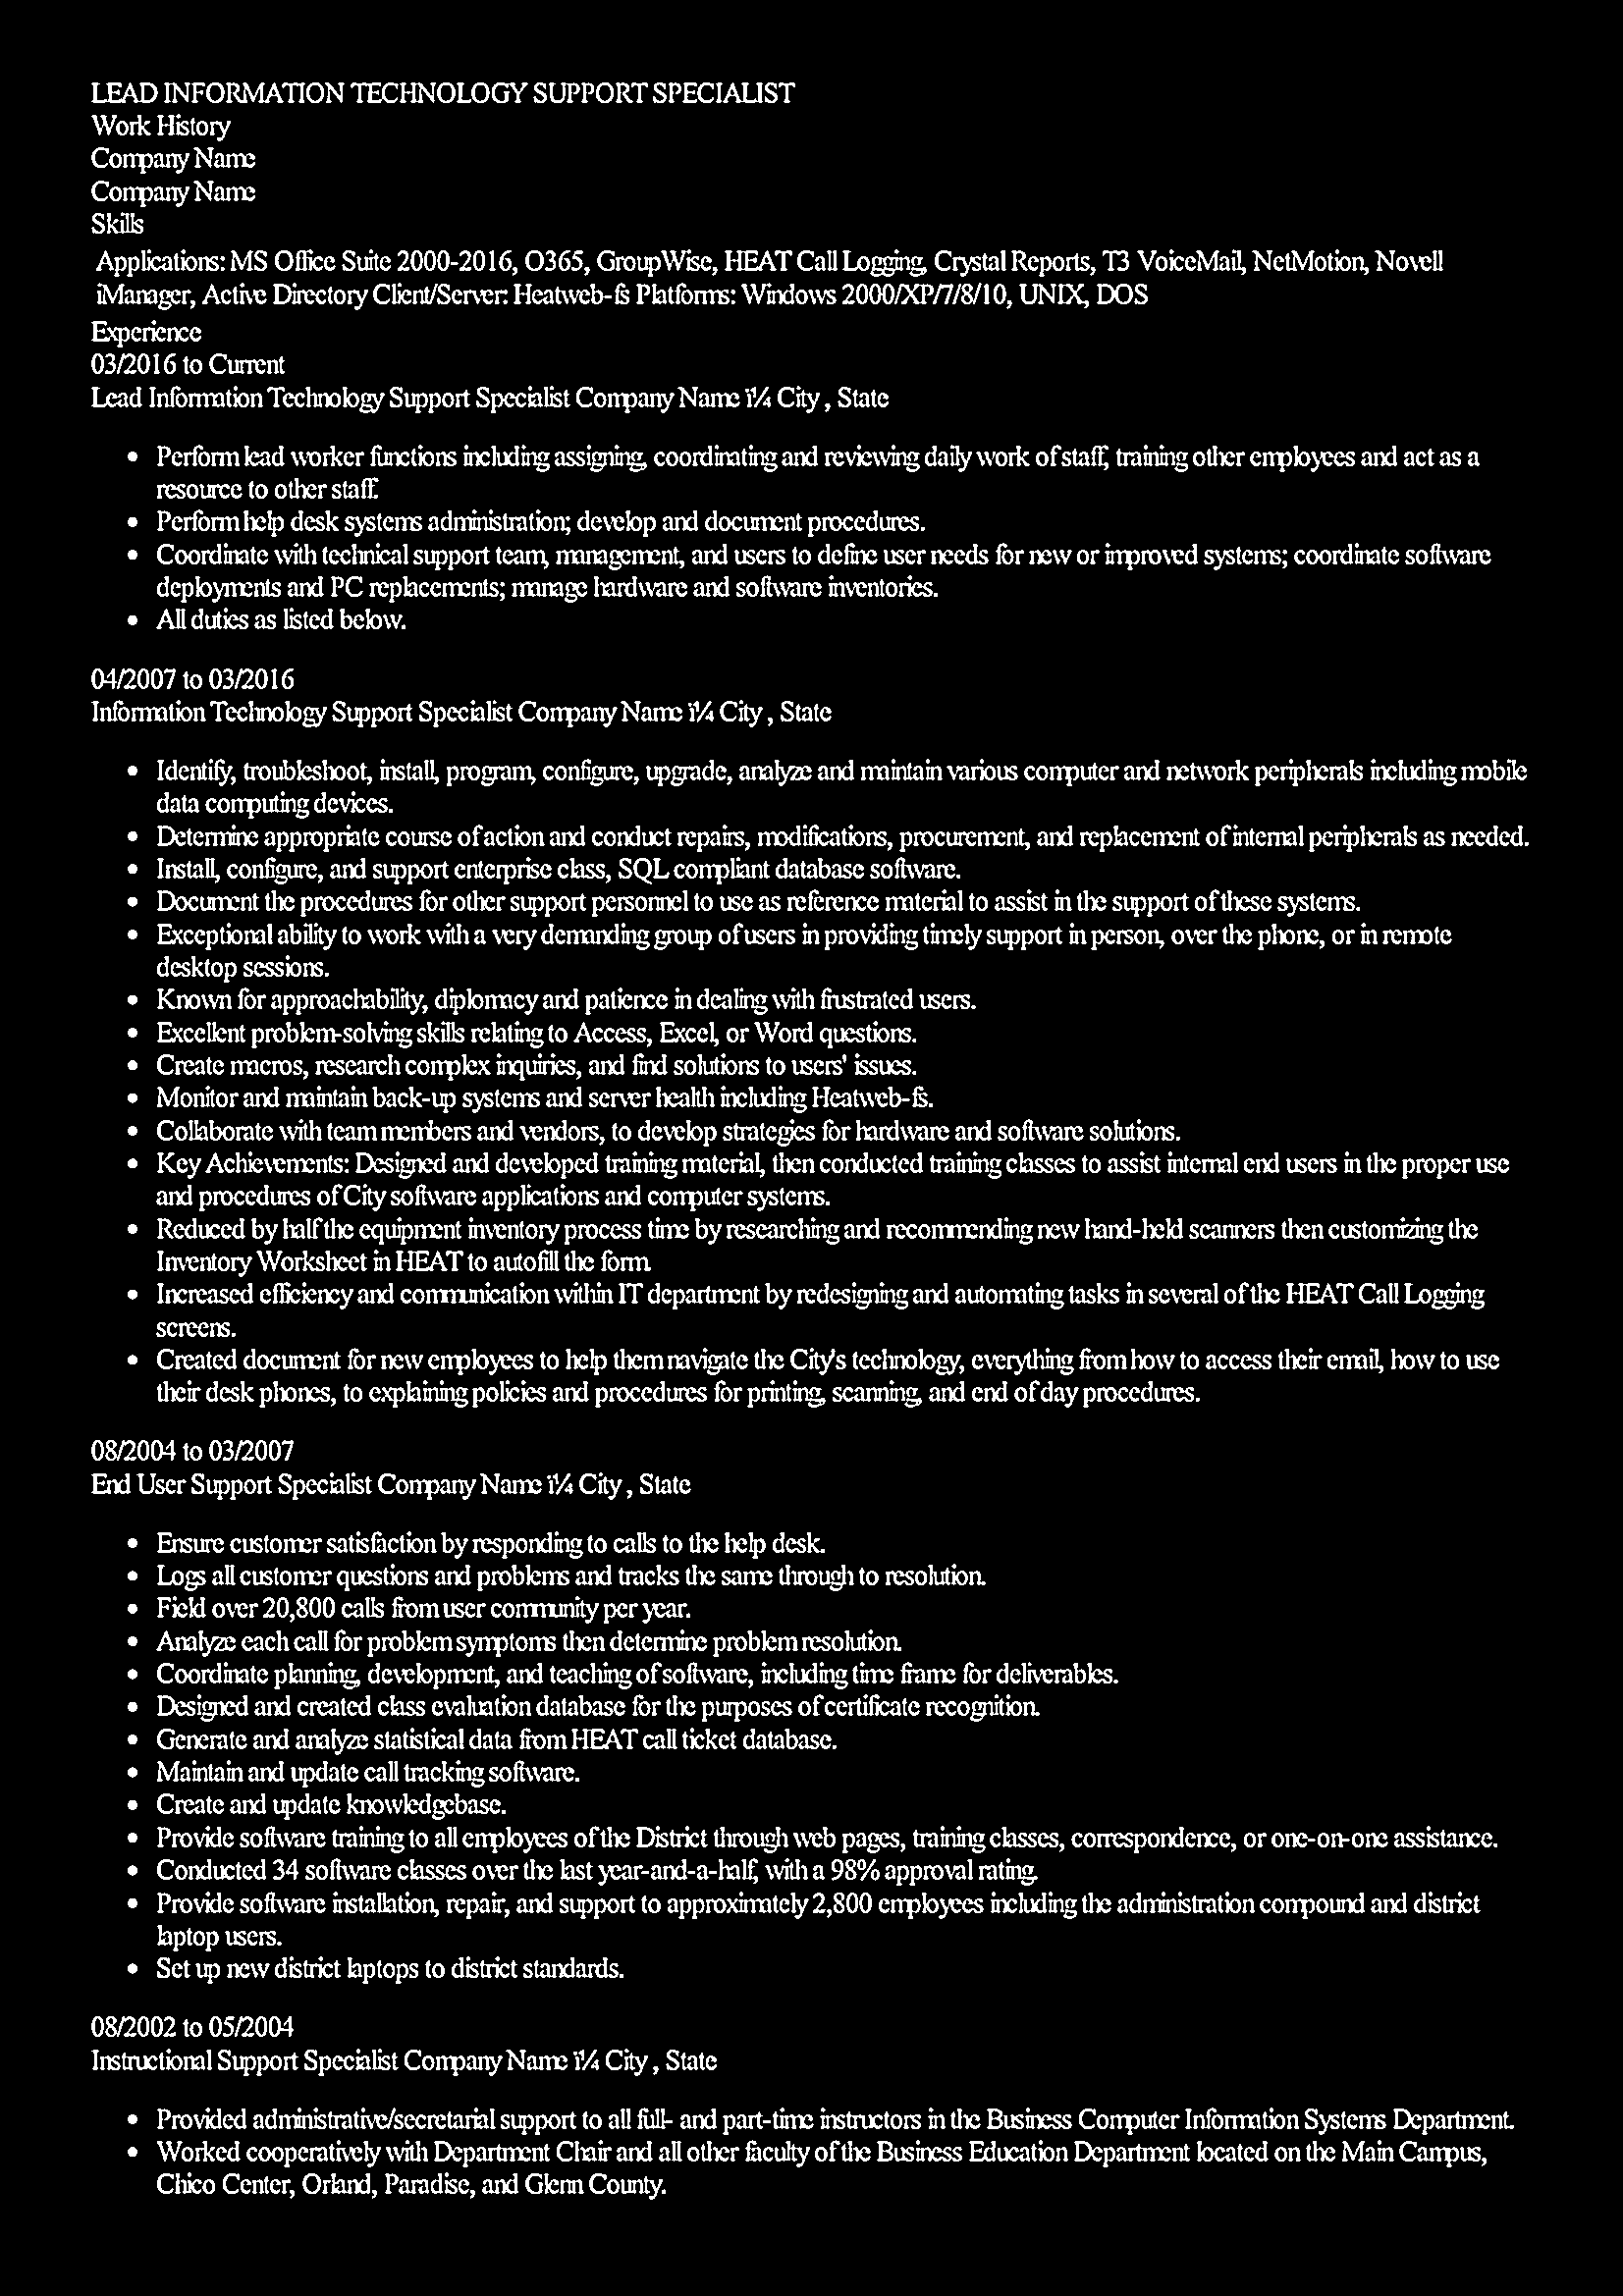 LEAD INFORMATION TECHNOLOGY SUPPORT SPECIALIST
Work History
Company Name
Company Name
Skills
Applications: MS Office Suite 2000-2016, O365, GroupWise, HEAT Call Logging, Crystal Reports, T3 VoiceMail, NetMotion, Novell
iManager, Active Directory Client/Server: Heatweb-fs Platforms: Windows 2000/XP/7/8/10, UNIX, DOS
Experience
03/2016 to Current
Lead Information Technology Support Specialist Company Name ï¼ City , State
• Perform lead worker functions including assigning, coordinating and reviewing daily work of staff; training other employees and act as a
resource to other staff.
• Perform help desk systems administration; develop and document procedures.
• Coordinate with technical support team, management, and users to define user needs for new or improved systems; coordinate software
deployments and PC replacements; manage hardware and software inventories.
• All duties as listed below.
04/2007 to 03/2016
Information Technology Support Specialist Company Name ï¼ City , State
• Identify, troubleshoot, install, program, configure, upgrade, analyze and maintain various computer and network peripherals including mobile
data computing devices.
• Determine appropriate course of action and conduct repairs, modifications, procurement, and replacement of internal peripherals as needed.
• Install, configure, and support enterprise class, SQL compliant database software.
• Document the procedures for other support personnel to use as reference material to assist in the support of these systems.
• Exceptional ability to work with a very demanding group of users in providing timely support in person, over the phone, or in remote
desktop sessions.
• Known for approachability, diplomacy and patience in dealing with frustrated users.
• Excellent problem-solving skills relating to Access, Excel, or Word questions.
• Create macros, research complex inquiries, and find solutions to users' issues.
• Monitor and maintain back-up systems and server health including Heatweb-fs.
• Collaborate with team members and vendors, to develop strategies for hardware and software solutions.
• Key Achievements: Designed and developed training material, then conducted training classes to assist internal end users in the proper use
and procedures of City software applications and computer systems.
• Reduced by half the equipment inventory process time by researching and recommending new hand-held scanners then customizing the
Inventory Worksheet in HEAT to autofill the form.
• Increased efficiency and communication within IT department by redesigning and automating tasks in several of the HEAT Call Logging
screens.
• Created document for new employees to help them navigate the City's technology, everything from how to access their email, how to use
their desk phones, to explaining policies and procedures for printing, scanning, and end of day procedures.
08/2004 to 03/2007
End User Support Specialist Company Name ï¼ City , State
• Ensure customer satisfaction by responding to calls to the help desk.
• Logs all customer questions and problems and tracks the same through to resolution.
• Field over 20,800 calls from user community per year.
• Analyze each call for problem symptoms then determine problem resolution.
• Coordinate planning, development, and teaching of software, including time frame for deliverables.
• Designed and created class evaluation database for the purposes of certificate recognition.
• Generate and analyze statistical data from HEAT call ticket database.
• Maintain and update call tracking software.
• Create and update knowledgebase.
• Provide software training to all employees of the District through web pages, training classes, correspondence, or one-on-one assistance.
• Conducted 34 software classes over the last year-and-a-half, with a 98% approval rating.
• Provide software installation, repair, and support to approximately 2,800 employees including the administration compound and district
laptop users.
• Set up new district laptops to district standards.
08/2002 to 05/2004
Instructional Support Specialist Company Name ï¼ City , State
• Provided administrative/secretarial support to all full- and part-time instructors in the Business Computer Information Systems Department.
• Worked cooperatively with Department Chair and all other faculty of the Business Education Department located on the Main Campus,
Chico Center, Orland, Paradise, and Glenn County.